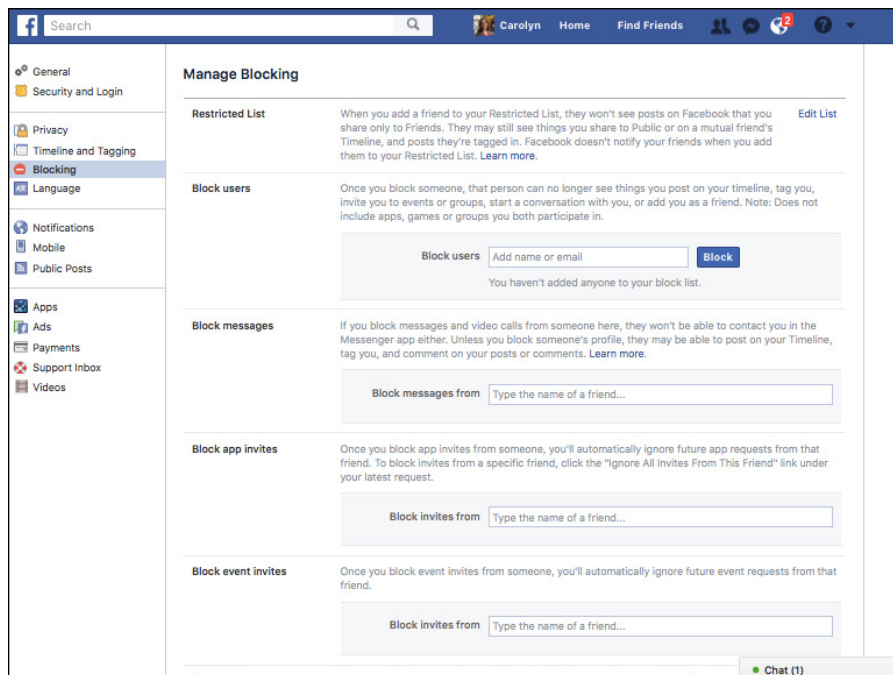 f Search Carolyn Home Find Friends 2 ?
General
Security and Login
Privacy
Timeline and Tagging
Blocking
Language
Notifications
Mobile
Public Posts
Apps
Ads
Payments
Support Inbox
Videos
Manage Blocking
Restricted List
When you add a friend to your Restricted List, they won't see posts on Facebook that you
share only to Friends. They may still see things you share to Public or on a mutual friend's
Timeline, and posts they're tagged in. Facebook doesn't notify your friends when you add
them to your Restricted List. Learn more.
Edit List
Block users
Once you block someone, that person can no longer see things you post on your timeline, tag you,
invite you to events or groups, start a conversation with you, or add you as a friend. Note: Does not
include apps, games or groups you both participate in.
Block users Add name or email Block
You haven't added anyone to your block list.
Block messages
If you block messages and video calls from someone here, they won't be able to contact you in the
Messenger app either. Unless you block someone's profile, they may be able to post on your Timeline,
tag you, and comment on your posts or comments. Learn more.
Block messages from Type the name of a friend...
Block app invites
Once you block app invites from someone, you'll automatically ignore future app requests from that
friend. To block invites from a specific friend, click the "Ignore All Invites From This Friend" link under
your latest request.
Block invites from Type the name of a friend...
Block event invites
Once you block event invites from someone, you'll automatically ignore future event requests from that
friend.
Block invites from Type the name of a friend...
Chat (1)